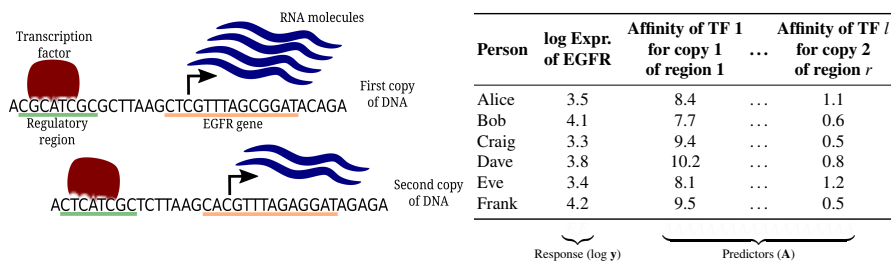 RNA molecules
Transcription
factor
ACGCATCGCGCTTAAGCTCGTTTAGCGGATACAGA
First copy
of DNA
Regulatory
region
EGFR gene
ACTCATCGCTCTTAAGCACGTTTAGAGGATAGAGA
Second copy
of DNA
Person log Expr. of EGFR Affinity of TF 1 for copy 1 of region 1 ... Affinity of TF l for copy 2 of region r
Alice 3.5 8.4 ... 1.1
Bob 4.1 7.7 ... 0.6
Craig 3.3 9.4 ... 0.5
Dave 3.8 10.2 ... 0.8
Eve 3.4 8.1 ... 1.2
Frank 4.2 9.5 ... 0.5
Response (log y) Predictors (A)